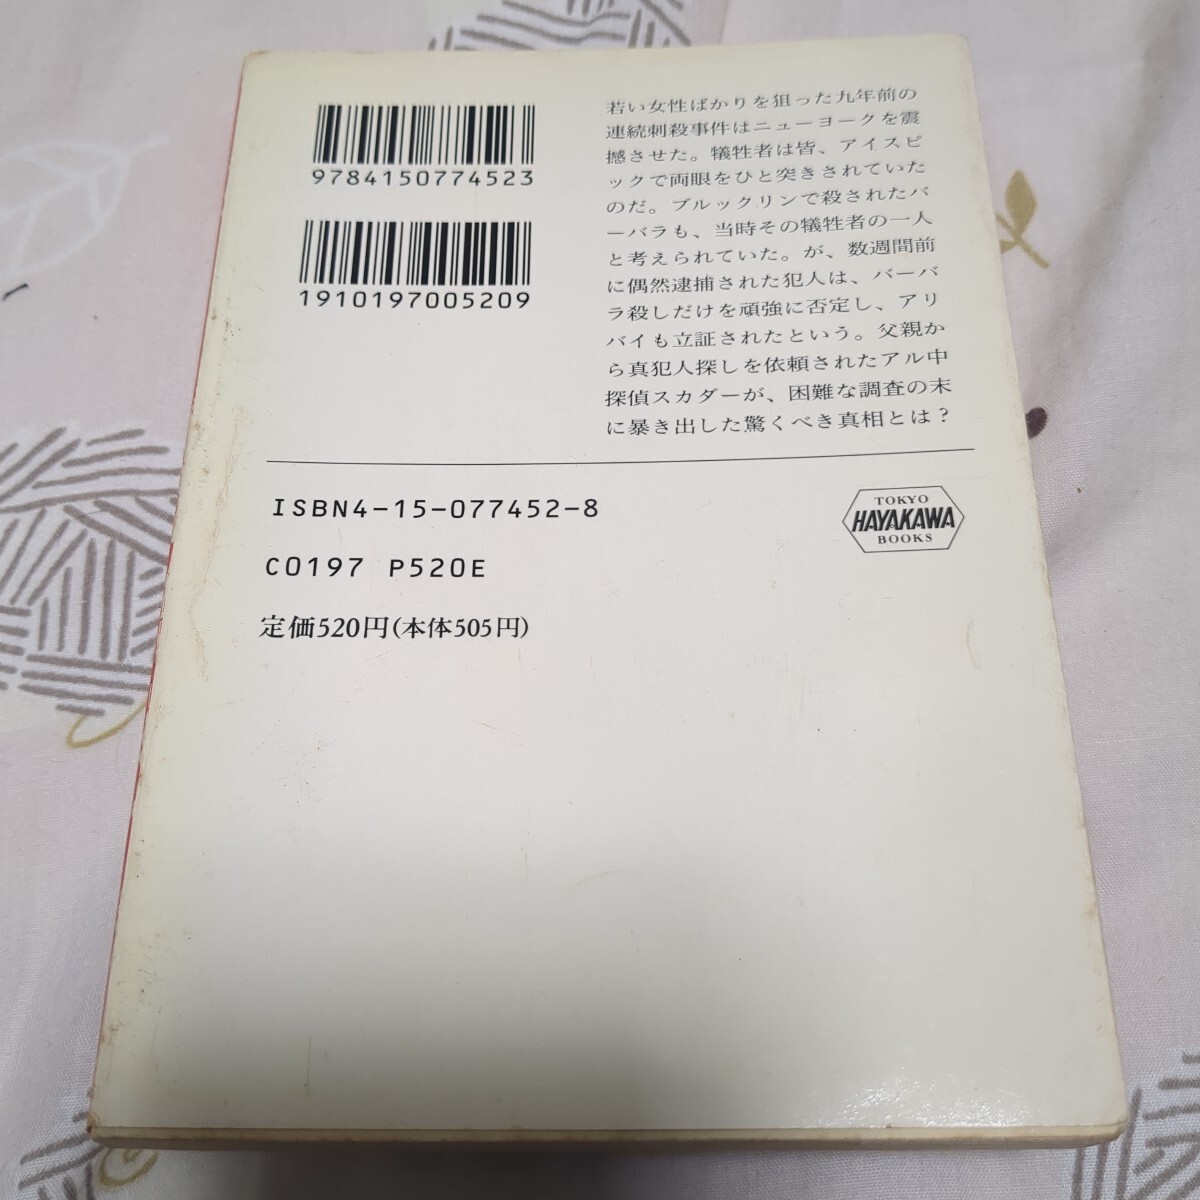 9784150774523
1910197005209
若い女性ばかりを狙った九年前の
連続刺殺事件はニューヨークを震
撼させた。犠牲者は皆、アイスピ
ックで両眼をひと突きされていた
のだ。ブルックリンで殺されたバ
ーバラも、当時その犠牲者の一人
と考えられていた。が、数週間前
に偶然逮捕された犯人は、バーバ
ラ殺しだけを頑強に否定し、アリ
バイも立証されたという。父親か
ら真犯人探しを依頼されたアル中
探偵スカダーが、困難な調査の末
に暴き出した驚くべき真相とは？
ISBN4-15-077452-8
C0197 P520E
定価520円(本体505円)
TOKYO
HAYAKAWA
BOOKS